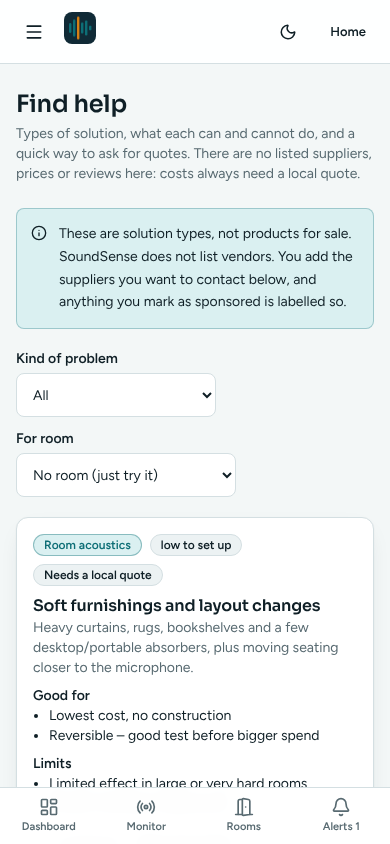 Home
Find help
Types of solution, what each can and cannot do, and a
quick way to ask for quotes. There are no listed suppliers,
prices or reviews here: costs always need a local quote.
These are solution types, not products for sale.
SoundSense does not list vendors. You add the
suppliers you want to contact below, and
anything you mark as sponsored is labelled so.
Kind of problem
All
For room
No room (just try it)
Room acoustics
low to set up
Needs a local quote
Soft furnishings and layout changes
Heavy curtains, rugs, bookshelves and a few
desktop/portable absorbers, plus moving seating
closer to the microphone.
Good for
• Lowest cost, no construction
• Reversible – good test before bigger spend
Limits
• Limited effect in large or very hard rooms
Dashboard
Monitor
Rooms
Alerts 1